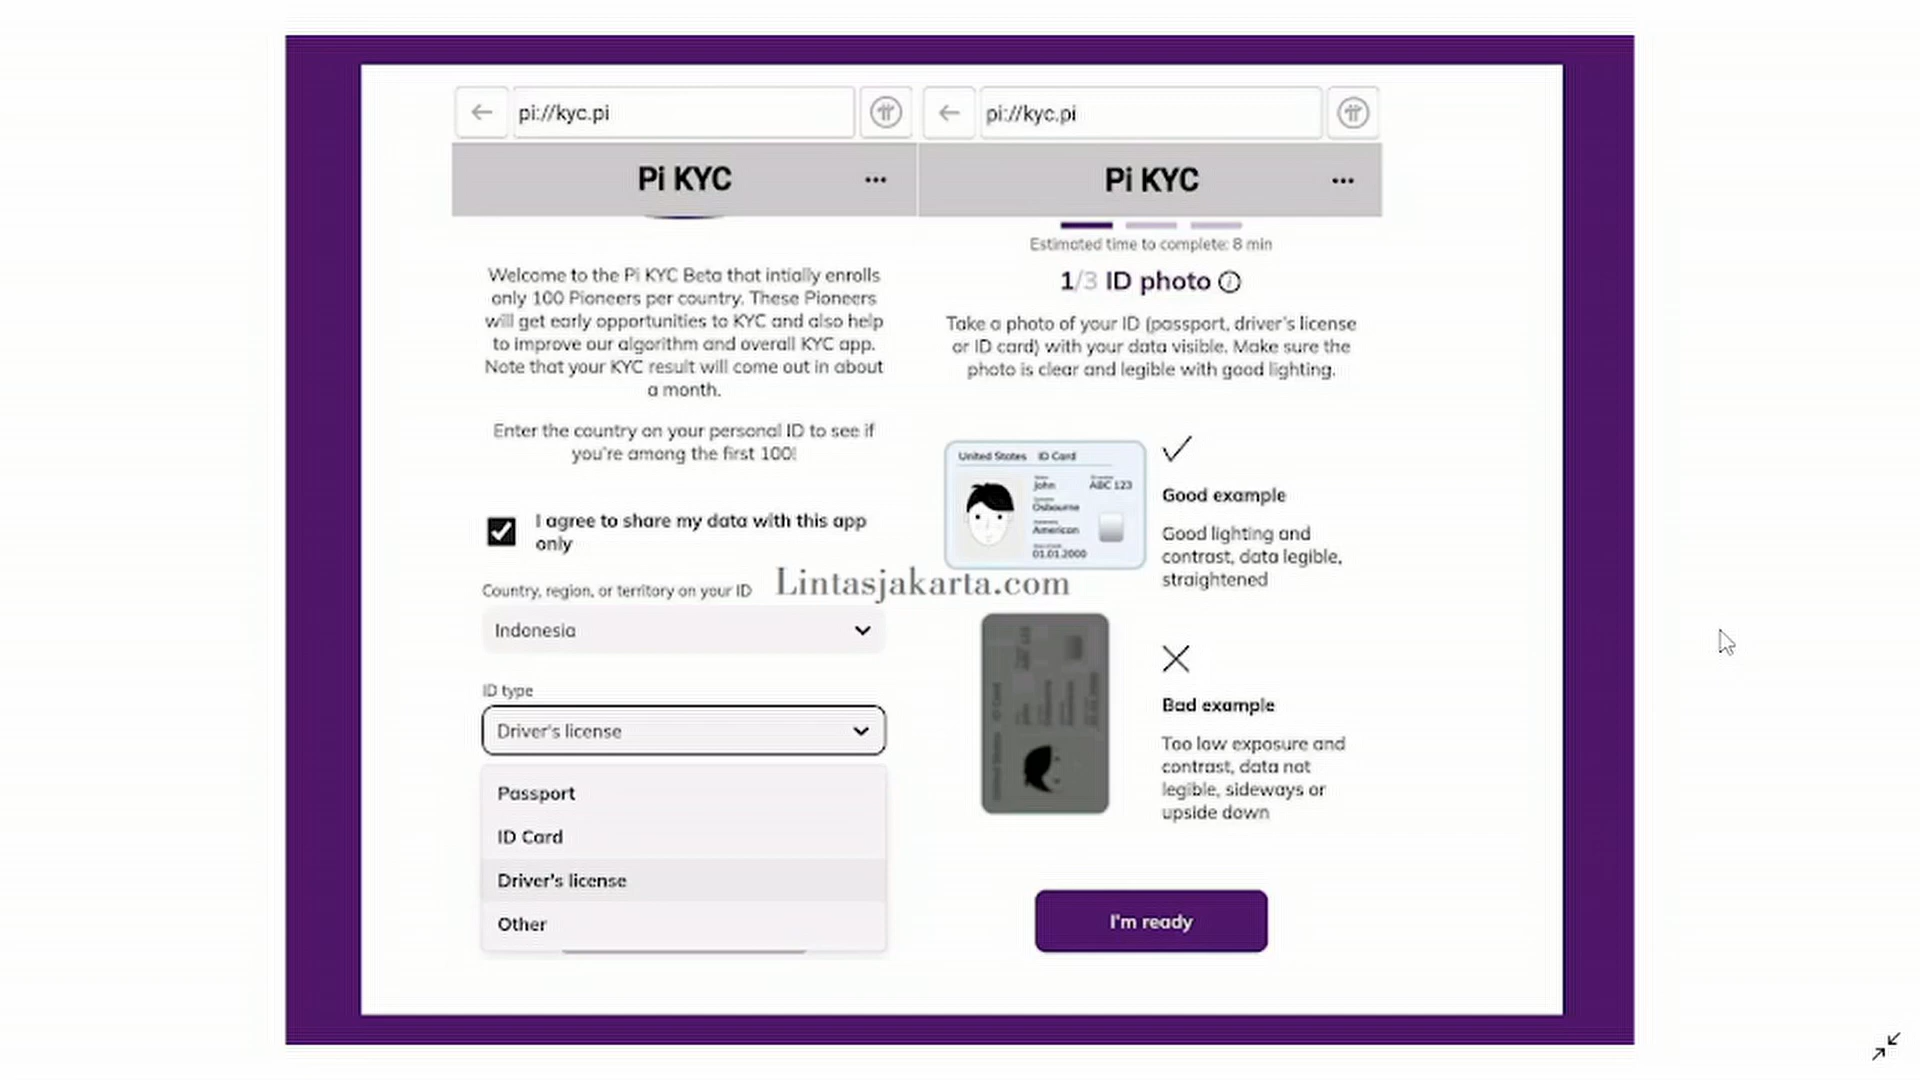 pi://kyc.pi
Pi KYC
Welcome to the Pi KYC Beta that intially enrolls
only 100 Pioneers per country. These Pioneers
will get early opportunities to KYC and also help
to improve our algorithm and overall KYC app.
Note that your KYC result will come out in about
a month.
Enter the country on your personal ID to see if
you're among the first 100!
I agree to share my data with this app
only
Country, region, or territory on your ID
Indonesia
ID type
Driver's license
Passport
ID Card
Driver's license
Other
pi://kyc.pi
Pi KYC
Estimated time to complete: 8 min
1/3 ID photo
Take a photo of your ID (passport, driver's license
or ID card) with your data visible. Make sure the
photo is clear and legible with good lighting.
United States ID Card
John ABC 123
Osbourne
American
01.01.2000
Good example
Good lighting and
contrast, data legible,
straightened
Lintasjakarta.com
United States ID Card
Bad example
Too low exposure and
contrast, data not
legible, sideways or
upside down
I'm ready